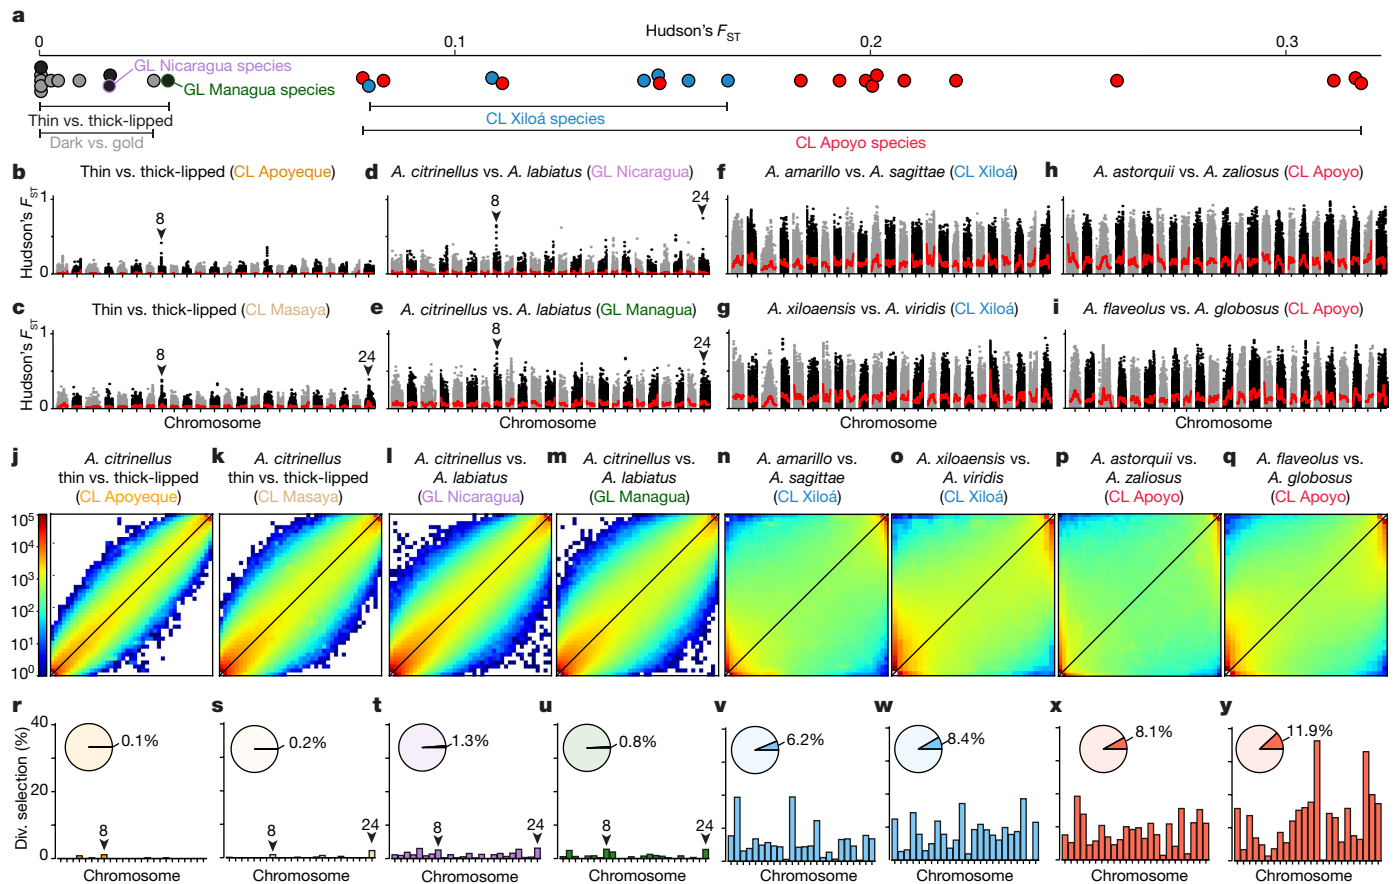 a
Hudson's FST
0 0.1 0.2 0.3
GL Nicaragua species
GL Managua species
Thin vs. thick-lipped
Dark vs. gold
CL Xiloá species
CL Apoyo species
b Thin vs. thick-lipped (CL Apoyeque)
d A. citrinellus vs. A. labiatus (GL Nicaragua)
f A. amarillo vs. A. sagittae (CL Xiloá)
h A. astorquii vs. A. zaliosus (CL Apoyo)
Hudson's FST
1
0
8
8
24
c Thin vs. thick-lipped (CL Masaya)
e A. citrinellus vs. A. labiatus (GL Managua)
g A. xiloaensis vs. A. viridis (CL Xiloá)
i A. flaveolus vs. A. globosus (CL Apoyo)
Hudson's FST
1
0
8
24
8
24
Chromosome Chromosome Chromosome Chromosome
j A. citrinellus
thin vs. thick-lipped
(CL Apoyeque)
k A. citrinellus
thin vs. thick-lipped
(CL Masaya)
l A. citrinellus vs.
A. labiatus
(GL Nicaragua)
m A. citrinellus vs.
A. labiatus
(GL Managua)
n A. amarillo vs.
A. sagittae
(CL Xiloá)
o A. xiloaensis vs.
A. viridis
(CL Xiloá)
p A. astorquii vs.
A. zaliosus
(CL Apoyo)
q A. flaveolus vs.
A. globosus
(CL Apoyo)
10⁵
10⁴
10³
10²
10¹
10⁰
r s t u v w x y
Div. selection (%)
40
20
0
0.1%
8
0.2%
8
24
1.3%
8
24
0.8%
8
24
6.2%
8.4%
8.1%
11.9%
Chromosome Chromosome Chromosome Chromosome Chromosome Chromosome Chromosome Chromosome